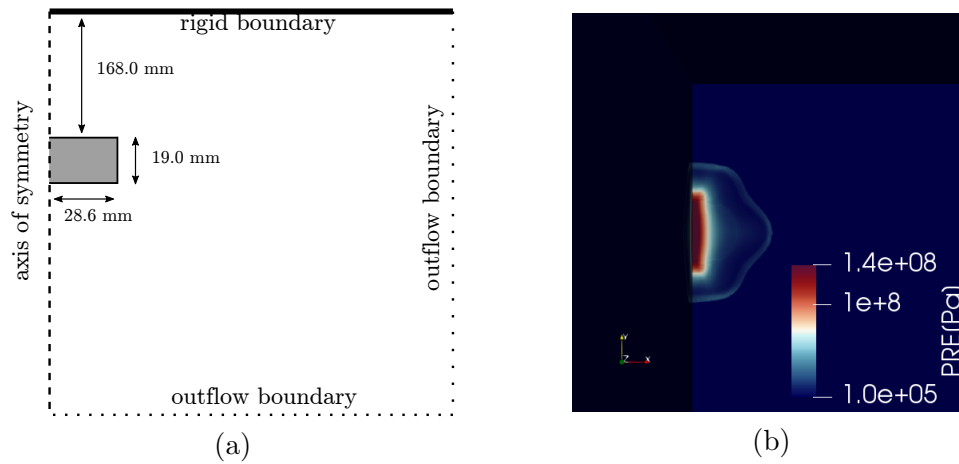 rigid boundary
168.0 mm
19.0 mm
28.6 mm
axis of symmetry
outflow boundary
outflow boundary
(a)
1.4e+08
1e+8
1.0e+05
PRE(Pa)
Y
Z
X
(b)